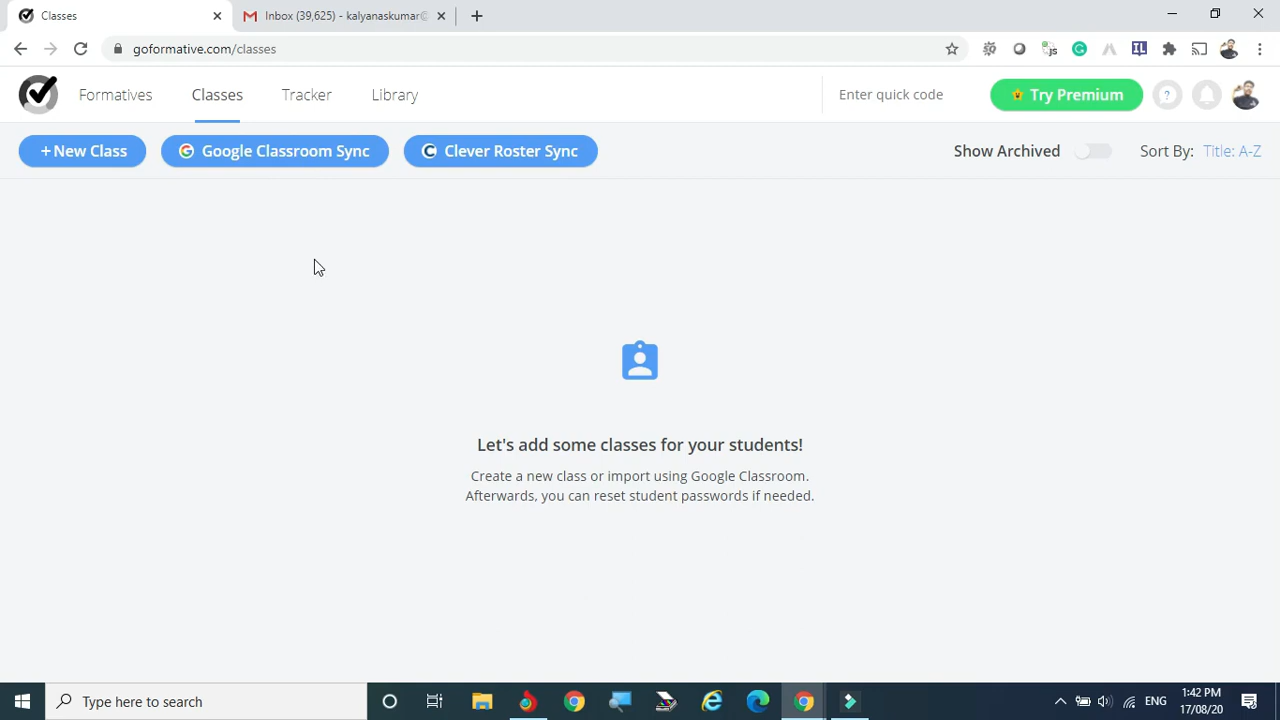 Classes
Inbox (39,625) - kalyanaskumar@
goformative.com/classes
Formatives
Classes
Tracker
Library
Enter quick code
Try Premium
?
+ New Class
Google Classroom Sync
Clever Roster Sync
Show Archived
Sort By: Title: A-Z
Let's add some classes for your students!
Create a new class or import using Google Classroom.
Afterwards, you can reset student passwords if needed.
Type here to search
ENG
1:42 PM
17/08/20